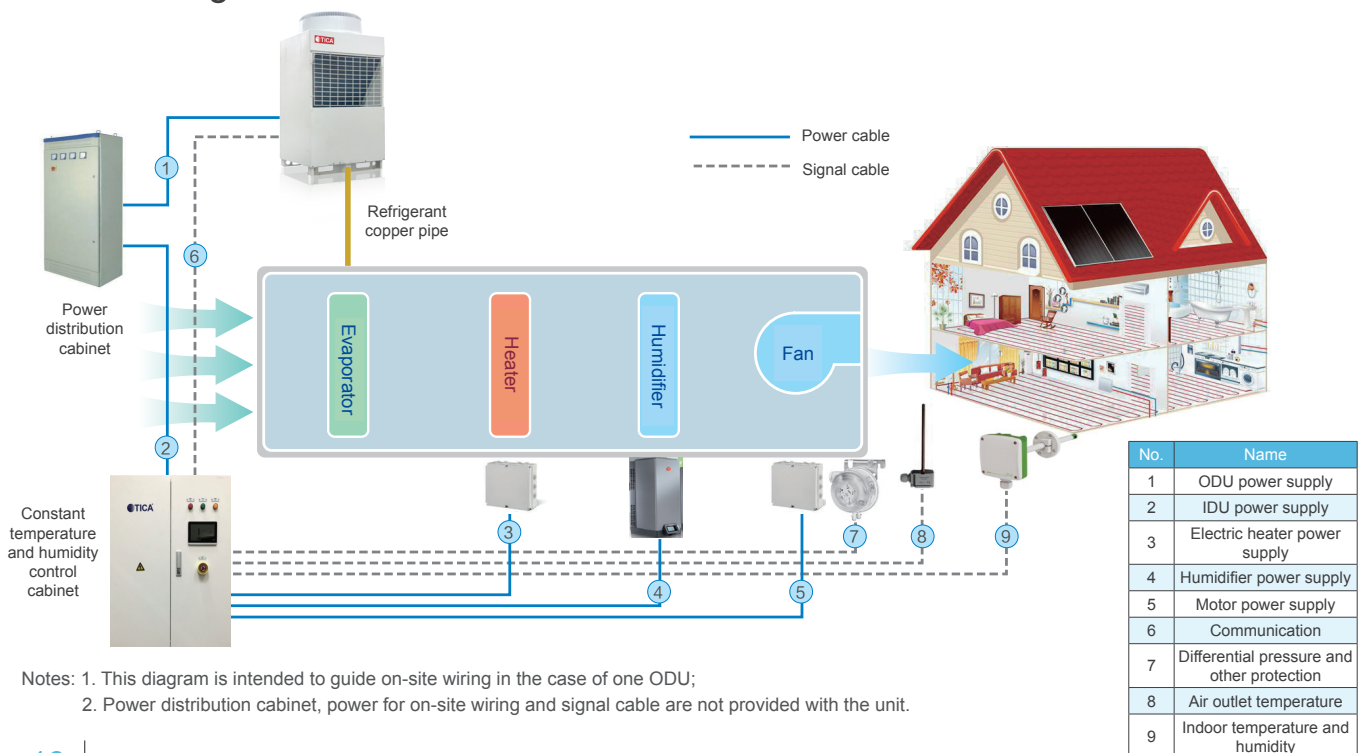 TICA
Power cable
Signal cable
1
Refrigerant
copper pipe
6
Power
distribution
cabinet
Evaporator
Heater
Humidifier
Fan
2
Constant
temperature
and humidity
control
cabinet
TICA
3
4
5
7
8
9
No. Name
1 ODU power supply
2 IDU power supply
3 Electric heater power
supply
4 Humidifier power supply
5 Motor power supply
6 Communication
7 Differential pressure and
other protection
8 Air outlet temperature
9 Indoor temperature and
humidity
Notes: 1. This diagram is intended to guide on-site wiring in the case of one ODU;
2. Power distribution cabinet, power for on-site wiring and signal cable are not provided with the unit.